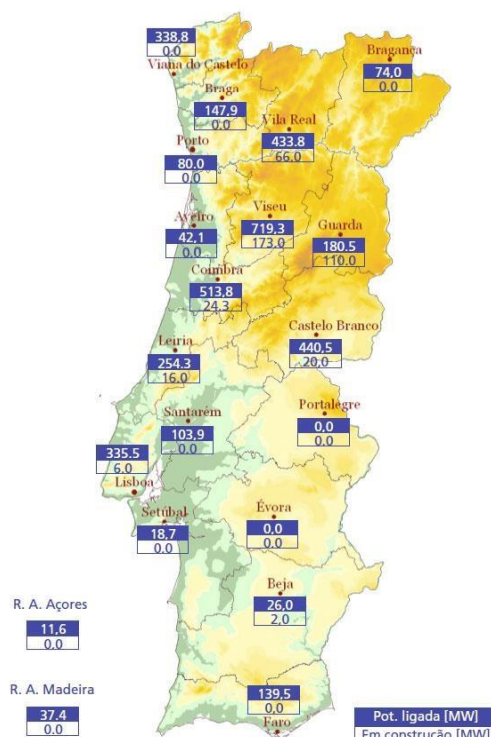 338,8
0.0
Viana do Castelo
Bragança
74,0
0.0
Braga
147,9
0.0
Vila Real
433.8
66.0
Porto
80.0
0.0
Viseu
719,3
173.0
Guarda
180.5
110.0
Aveiro
42,1
0.0
Coimbra
513,8
24,3
Castelo Branco
440,5
20,0
Leiria
254.3
16.0
Portalegre
0,0
0.0
Santarém
103,9
0.0
335.5
6.0
Lisboa
Setúbal
18,7
0.0
Évora
0,0
0.0
Beja
26,0
2,0
R. A. Açores
11,6
0.0
R. A. Madeira
37.4
0.0
139,5
0.0
Faro
Pot. ligada [MW]
Em construção [MW]